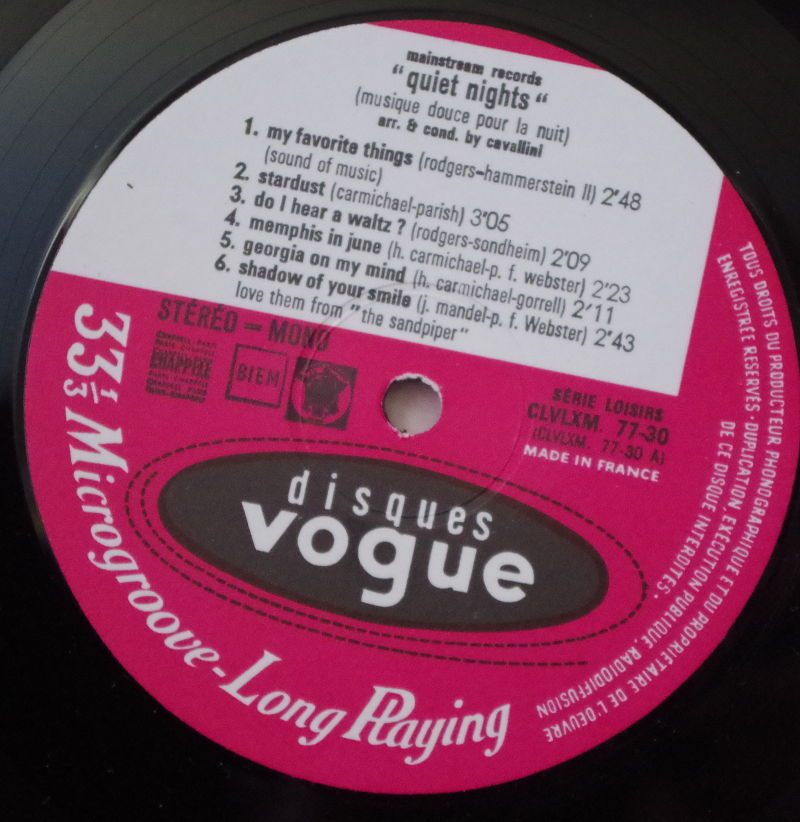 mainstream records
"quiet nights"
(musique douce pour la nuit)
arr. & cond. by cavallini
1. my favorite things (rodgers-hammerstein II) 2'48
(sound of music)
2. stardust (carmichael-parish) 3'05
3. do I hear a waltz ? (rodgers-sondheim) 2'09
4. memphis in june (h. carmichael-p. f. webster) 2'23
5. georgia on my mind (h. carmichael-gorrell) 2'11
6. shadow of your smile (j. mandel-p. f. Webster) 2'43
love them from "the sandpiper"
STÉRÉO - MONO
BIEM
SÉRIE LOISIRS
CLVLXM. 77-30
(CLVLXM. 77-30 A)
MADE IN FRANCE
disques
vogue
33 1/3 Microgroove-Long Playing
TOUS DROITS DU PRODUCTEUR PHONOGRAPHIQUE ET DU PROPRIÉTAIRE DE L'OEUVRE
ENREGISTRÉE RESERVÉS · DUPLICATION, EXÉCUTION PUBLIQUE, RADIODIFFUSION
DE CE DISQUE INTERDITES